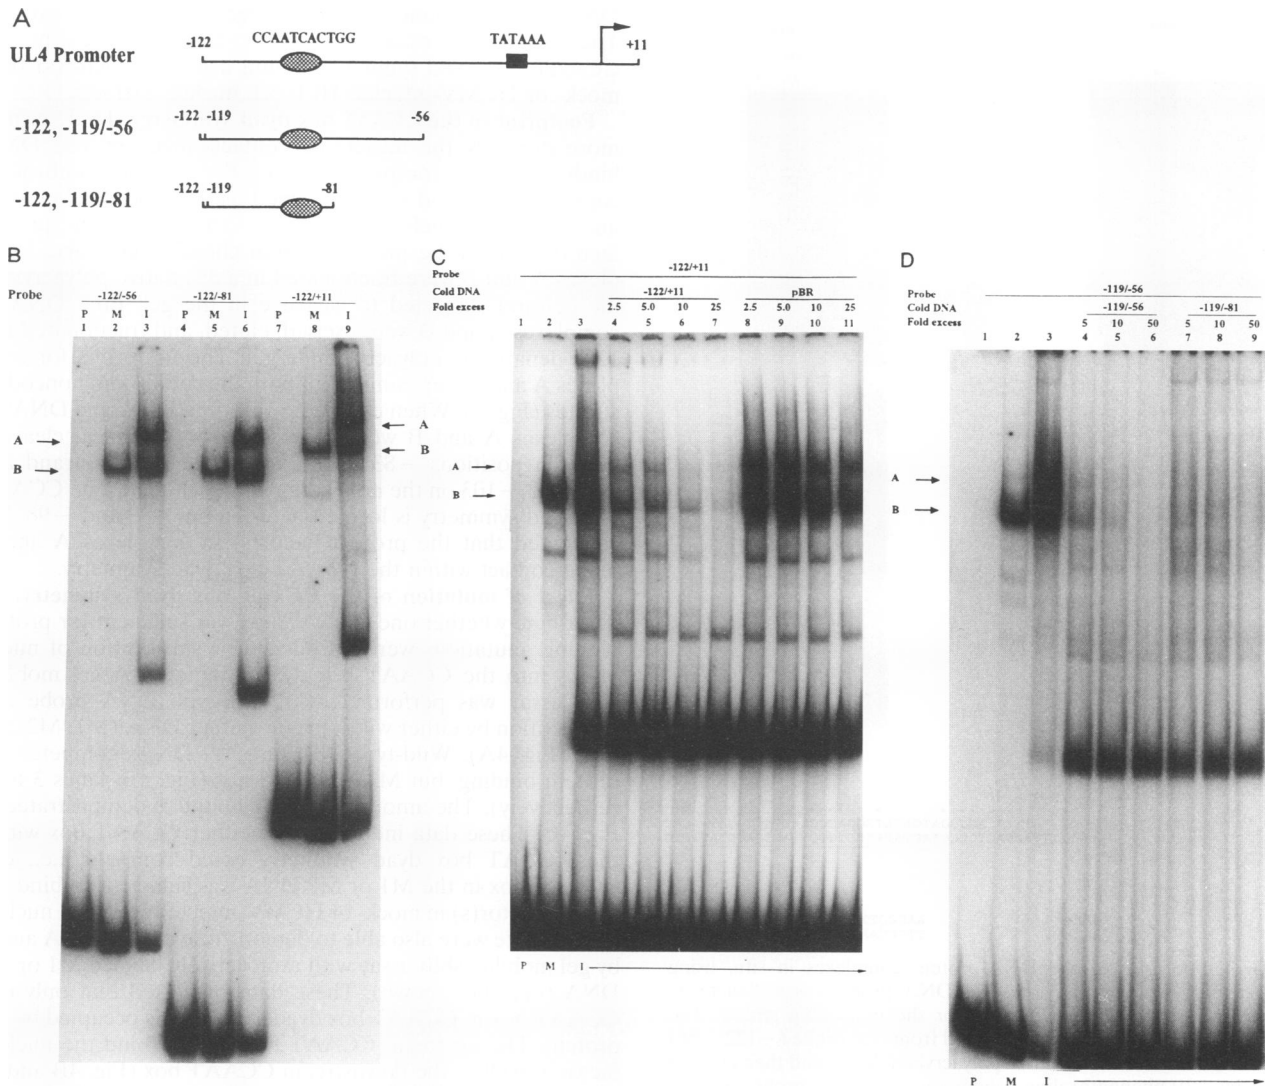 A
UL4 Promoter
-122 CCAATCACTGG TATAAA +11
-122, -119/-56
-122 -119 -56
-122, -119/-81
-122 -119 -81
B
Probe -122/-56 -122/-81 -122/+11
P M I P M I P M I
1 2 3 4 5 6 7 8 9
A
B
A
B
C
Probe -122/+11
Cold DNA -122/+11 pBR
Fold excess 2.5 5.0 10 25 2.5 5.0 10 25
1 2 3 4 5 6 7 8 9 10 11
A
B
P M I
D
Probe -119/-56
Cold DNA -119/-56 -119/-81
Fold excess 5 10 50 5 10 50
1 2 3 4 5 6 7 8 9
A
B
P M I